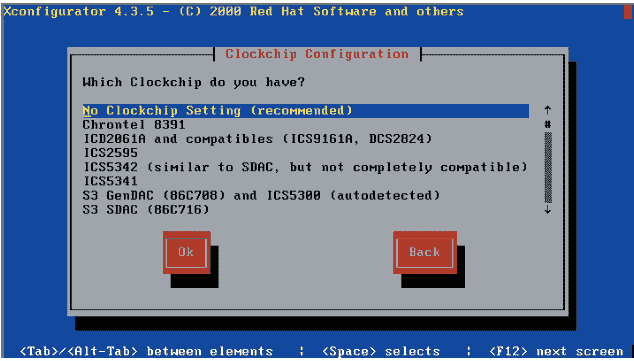 Xconfigurator 4.3.5 - (C) 2000 Red Hat Software and others
Clockchip Configuration
Which Clockchip do you have?
No Clockchip Setting (recommended)
Chrontel 8391
ICD2061A and compatibles (ICS9161A, DCS2824)
ICS2595
ICS5342 (similar to SDAC, but not completely compatible)
ICS5341
S3 GenDAC (86C708) and ICS5300 (autodetected)
S3 SDAC (86C716)
Ok Back
<Tab>/<Alt-Tab> between elements ¦ <Space> selects ¦ <F12> next screen